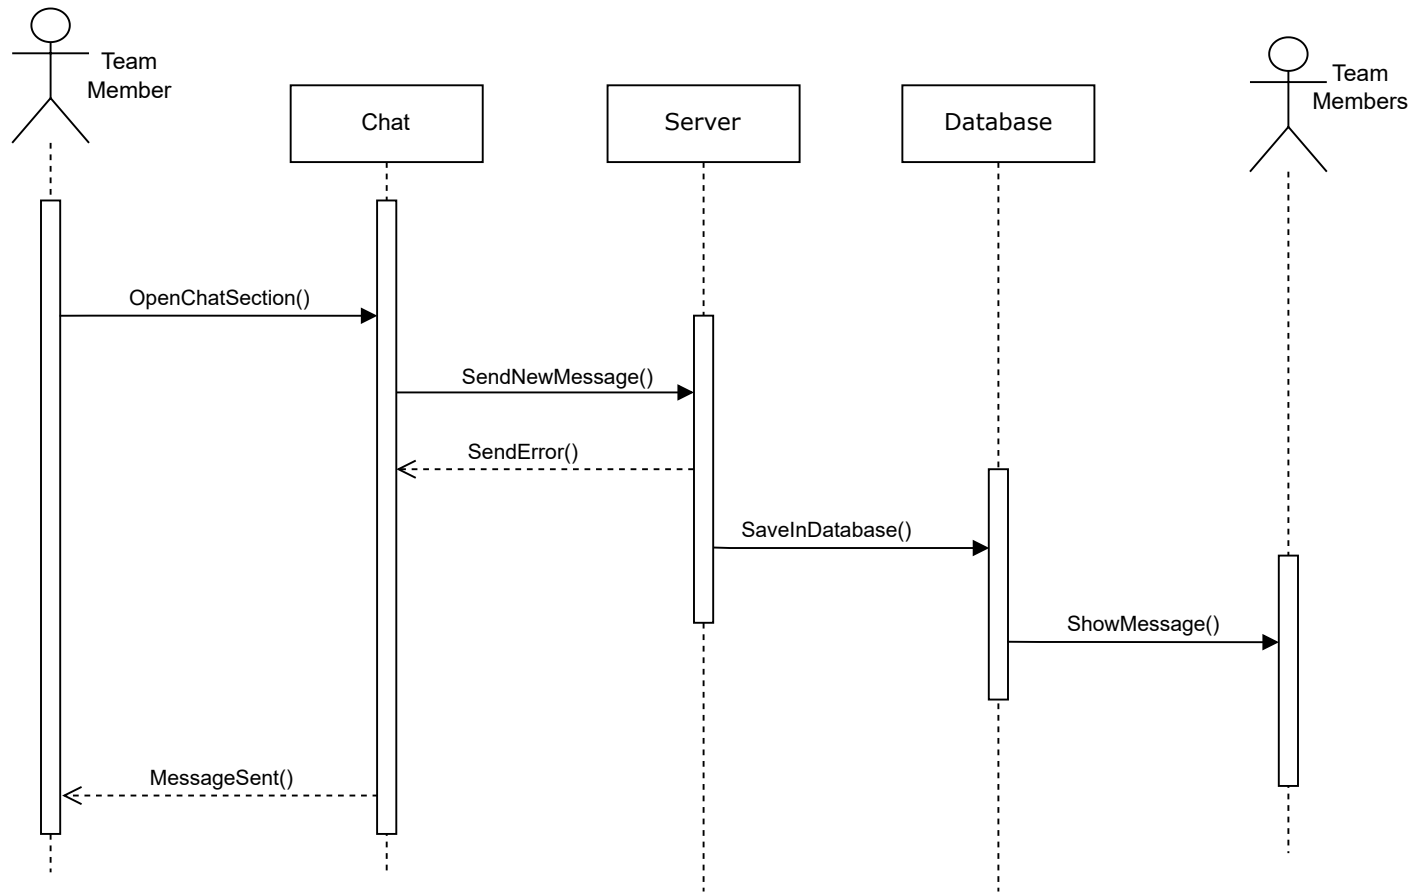 Team
Member
Chat
Server
Database
Team
Members
OpenChatSection()
SendNewMessage()
SendError()
SaveInDatabase()
ShowMessage()
MessageSent()